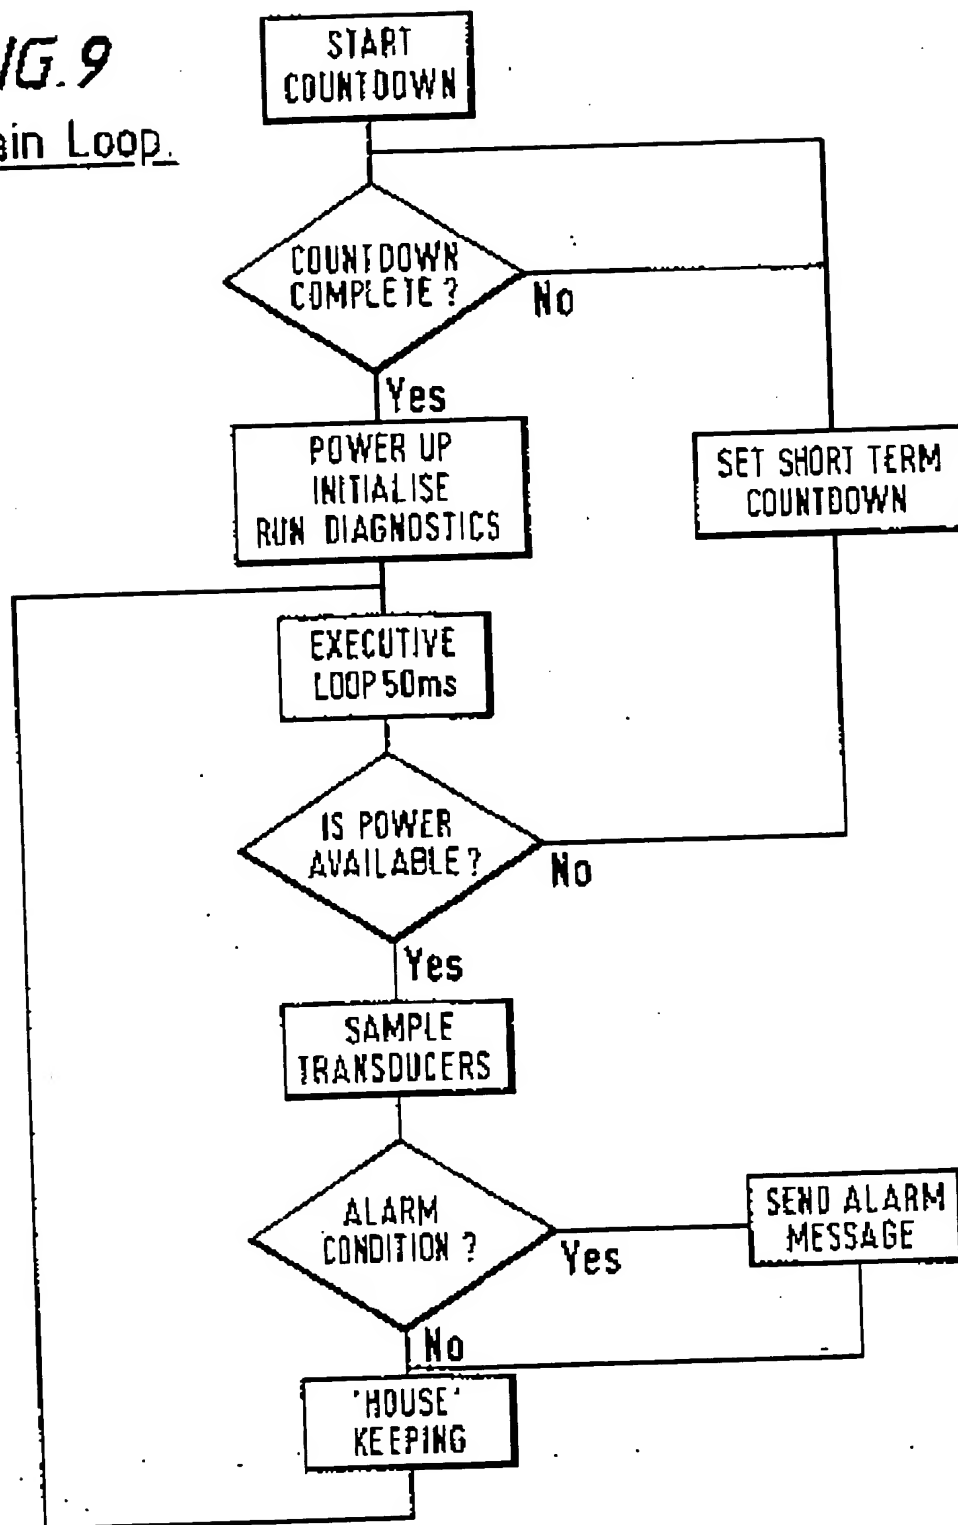 IG. 9
ain Loop.
START
COUNTDOWN
COUNTDOWN
COMPLETE ?
No
Yes
POWER UP
INITIALISE
RUN DIAGNOSTICS
SET SHORT TERM
COUNTDOWN
EXECUTIVE
LOOP 50ms
IS POWER
AVAILABLE ?
No
Yes
SAMPLE
TRANSDUCERS
ALARM
CONDITION ?
Yes
SEND ALARM
MESSAGE
No
'HOUSE'
KEEPING